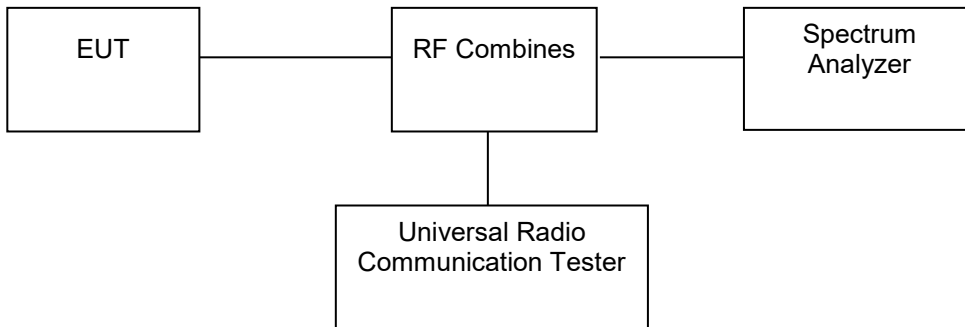 EUT
RF Combines
Spectrum
Analyzer
Universal Radio
Communication Tester